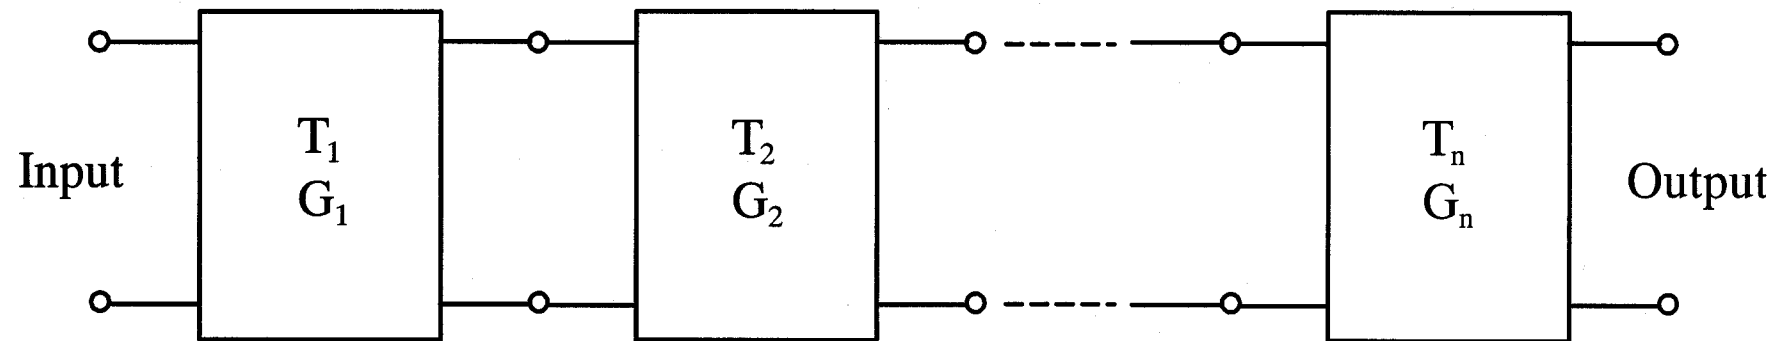 Input
T₁
G₁
T₂
G₂
Tₙ
Gₙ
Output